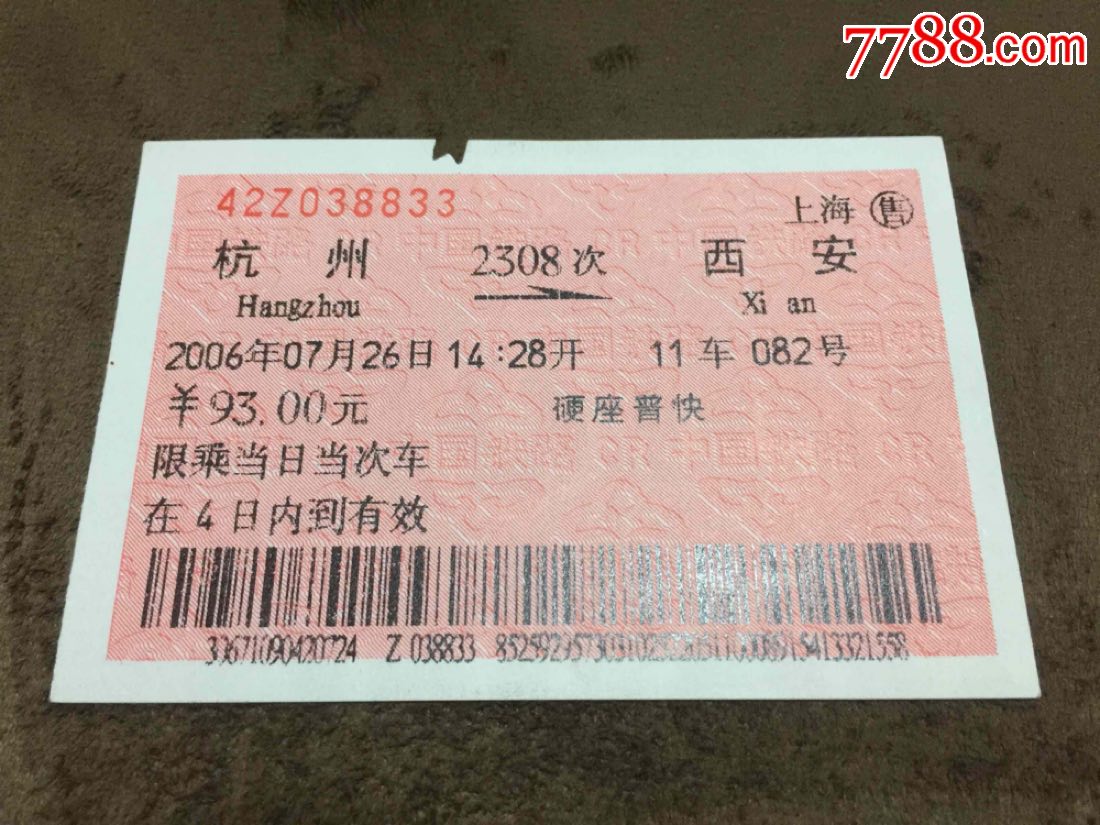 7788.com
42Z038833
上海 售
杭州 2308次 西安
Hangzhou Xi an
2006年07月26日 14:28开 11车 082号
￥93.00元 硬座普快
限乘当日当次车
在4日内到有效
Z 038833